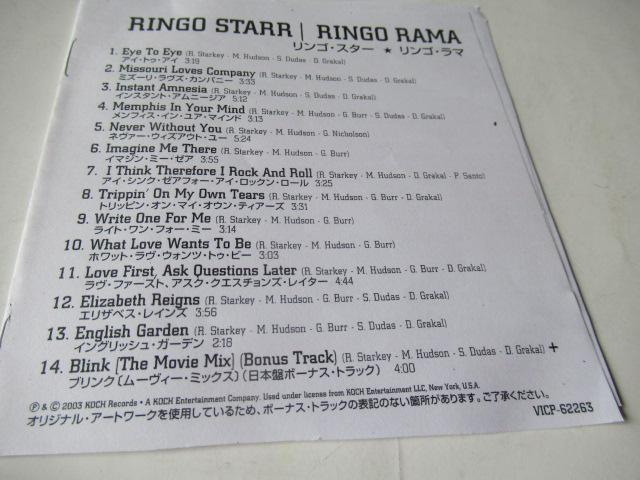 RINGO STARR | RINGO RAMA
リンゴ・スター ★ リンゴ・ラマ
1. Eye To Eye (R. Starkey - M. Hudson - S. Dudas - D. Grakal)
アイ・トゥ・アイ 3:19
2. Missouri Loves Company (R. Starkey - M. Hudson - S. Dudas - D. Grakal)
ミズーリ・ラヴズ・カンパニー 3:33
3. Instant Amnesia (R. Starkey - M. Hudson - S. Dudas - D. Grakal)
インスタント・アムニージア 5:12
4. Memphis In Your Mind (R. Starkey - M. Hudson - G. Burr - S. Dudas - D. Grakal)
メンフィス・イン・ユア・マインド 3:13
5. Never Without You (R. Starkey - M. Hudson - G. Nicholson)
ネヴァー・ウィズアウト・ユー 5:24
6. Imagine Me There (R. Starkey - M. Hudson - G. Burr)
イマジン・ミー・ゼア 3:55
7. I Think Therefore I Rock And Roll (R. Starkey - M. Hudson - D. Grakal - P. Santo)
アイ・シンク・ゼアフォー・アイ・ロックン・ロール 3:25
8. Trippin' On My Own Tears (R. Starkey - M. Hudson - G. Burr - D. Grakal)
トリッピン・オン・マイ・オウン・ティアーズ 3:31
9. Write One For Me (R. Starkey - M. Hudson - G. Burr)
ライト・ワン・フォー・ミー 3:14
10. What Love Wants To Be (R. Starkey - M. Hudson - G. Burr)
ホワット・ラヴ・ウォンツ・トゥ・ビー 3:03
11. Love First, Ask Questions Later (R. Starkey - M. Hudson - G. Burr - D. Grakal)
ラヴ・ファースト、アスク・クエスチョンズ・レイター 4:44
12. Elizabeth Reigns (R. Starkey - M. Hudson - G. Burr - S. Dudas - D. Grakal)
エリザベス・レインズ 3:56
13. English Garden (R. Starkey - M. Hudson - G. Burr - S. Dudas - D. Grakal)
イングリッシュ・ガーデン 2:18
14. Blink [The Movie Mix] (Bonus Track) (R. Starkey - M. Hudson - S. Dudas - D. Grakal) +
ブリンク〔ムーヴィー・ミックス〕(日本盤ボーナス・トラック) 4:00
℗ & © 2003 KOCH Records • A KOCH Entertainment Company. Used under license from KOCH Entertainment LLC, New York, U.S.A.
オリジナル・アートワークを使用しているため、ボーナス・トラックの表記のない箇所があります。ご了承ください。
VICP-62263